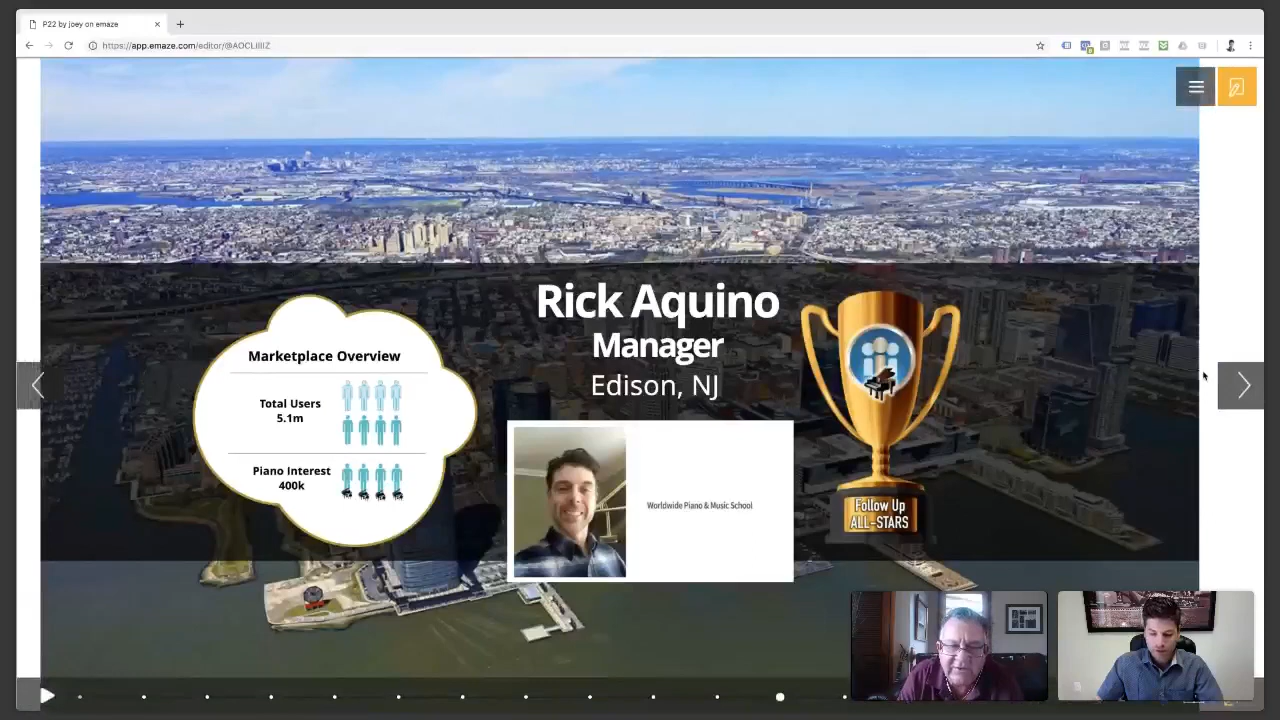 P22 by joey on emaze
https://app.emaze.com/editor/@AOCLIIIIZ
Rick Aquino
Manager
Edison, NJ
Marketplace Overview
Total Users
5.1m
Piano Interest
400k
Worldwide Piano & Music School
Follow Up
ALL-STARS